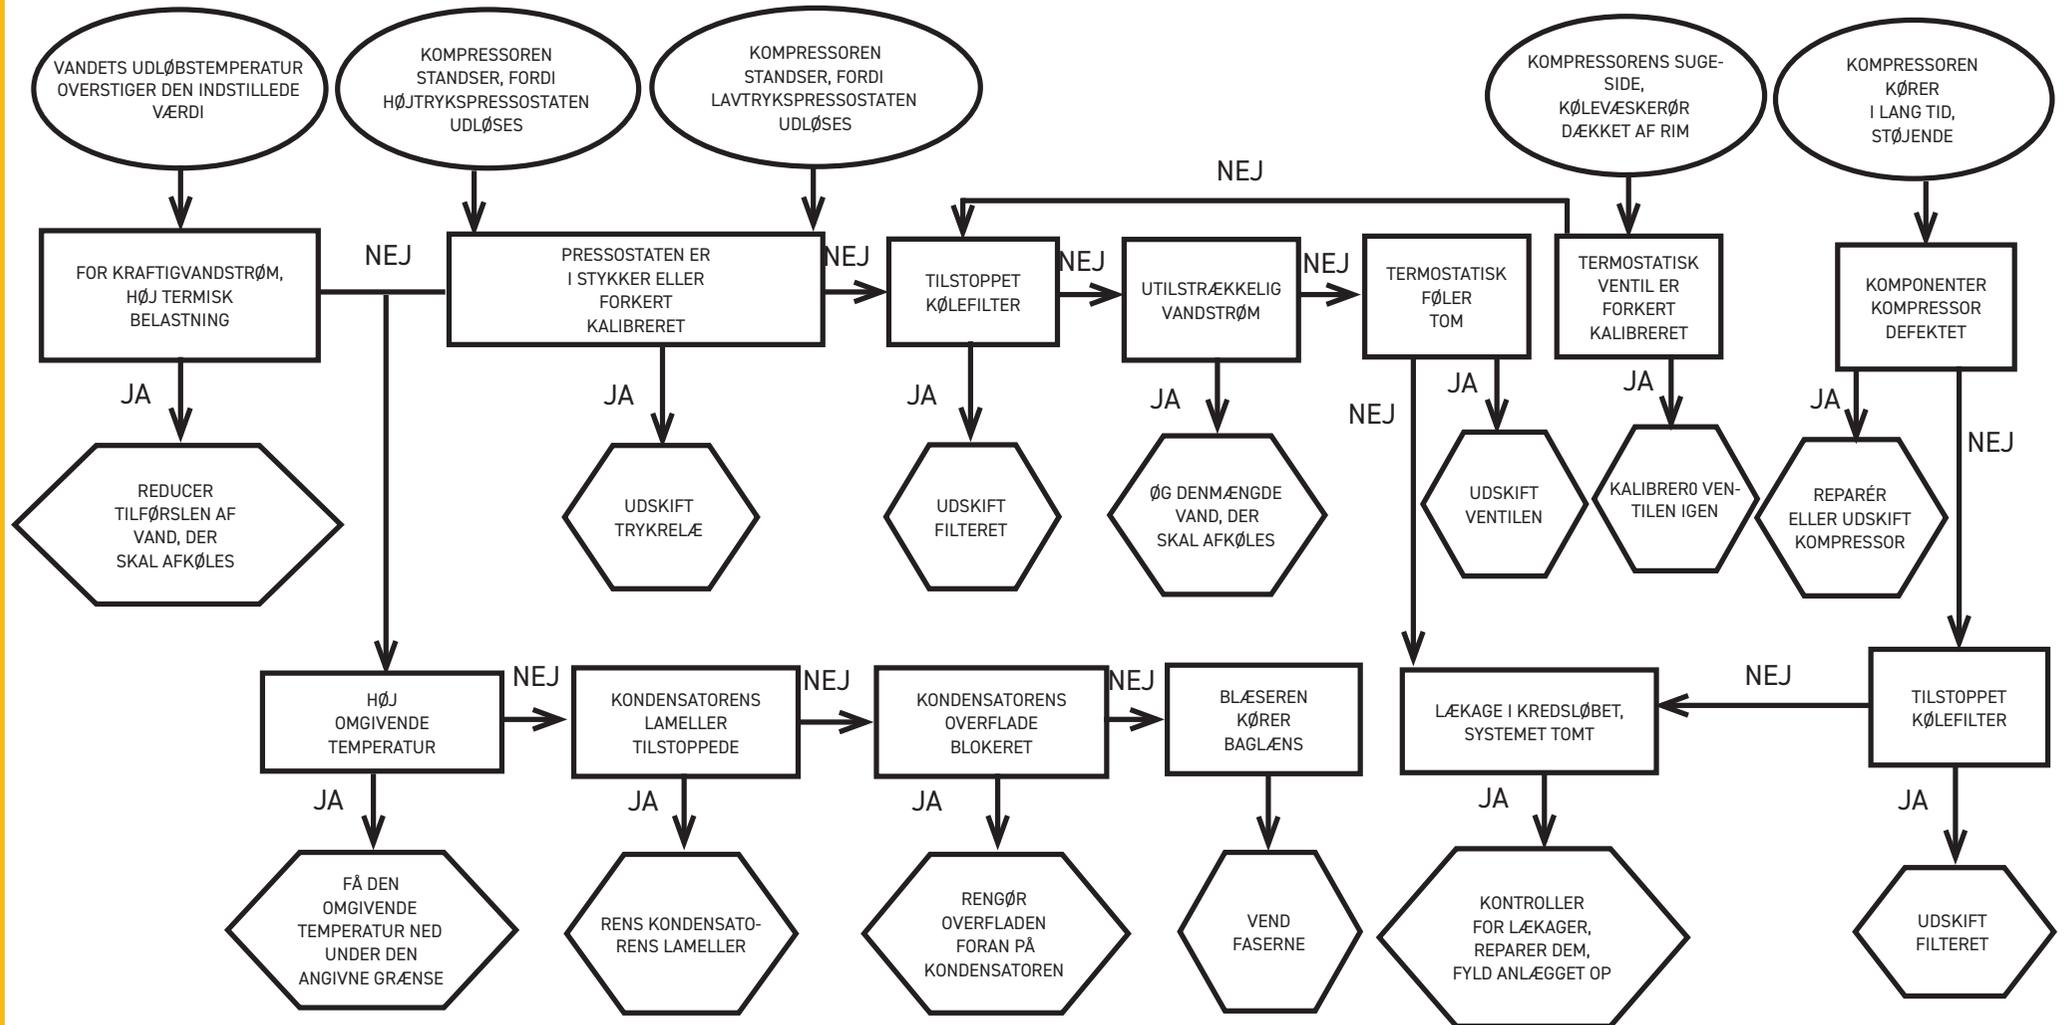 VANDETS UDLØBSTEMPERATUR
OVERSTIGER DEN INDSTILLEDE
VÆRDI
KOMPRESSOREN
STANDSER, FORDI
HØJTRYKSPRESSOSTATEN
UDLØSES
KOMPRESSOREN
STANDSER, FORDI
LAVTRYKSPRESSOSTATEN
UDLØSES
KOMPRESSORENS SUGE-
SIDE,
KØLEVÆSKERØR
DÆKKET AF RIM
KOMPRESSOREN
KØRER
I LANG TID,
STØJENDE
NEJ
FOR KRAFTIGVANDSTRØM,
HØJ TERMISK
BELASTNING
NEJ
PRESSOSTATEN ER
I STYKKER ELLER
FORKERT
KALIBRERET
NEJ
TILSTOPPET
KØLEFILTER
NEJ
UTILSTRÆKKELIG
VANDSTRØM
NEJ
TERMOSTATISK
FØLER
TOM
TERMOSTATISK
VENTIL ER
FORKERT
KALIBRERET
KOMPONENTER
KOMPRESSOR
DEFEKTET
JA
JA
JA
JA
NEJ
JA
JA
JA
NEJ
REDUCER
TILFØRSLEN AF
VAND, DER
SKAL AFKØLES
UDSKIFT
TRYKRELÆ
UDSKIFT
FILTERET
ØG DENMÆNGDE
VAND, DER
SKAL AFKØLES
UDSKIFT
VENTILEN
KALIBRER0 VEN-
TILEN IGEN
REPARÉR
ELLER UDSKIFT
KOMPRESSOR
HØJ
OMGIVENDE
TEMPERATUR
NEJ
KONDENSATORENS
LAMELLER
TILSTOPPEDE
NEJ
KONDENSATORENS
OVERFLADE
BLOKERET
NEJ
BLÆSEREN
KØRER
BAGLÆNS
LÆKAGE I KREDSLØBET,
SYSTEMET TOMT
NEJ
TILSTOPPET
KØLEFILTER
JA
JA
JA
JA
JA
FÅ DEN
OMGIVENDE
TEMPERATUR NED
UNDER DEN
ANGIVNE GRÆNSE
RENS KONDENSATO-
RENS LAMELLER
RENGØR
OVERFLADEN
FORAN PÅ
KONDENSATOREN
VEND
FASERNE
KONTROLLER
FOR LÆKAGER,
REPARER DEM,
FYLD ANLÆGGET OP
UDSKIFT
FILTERET